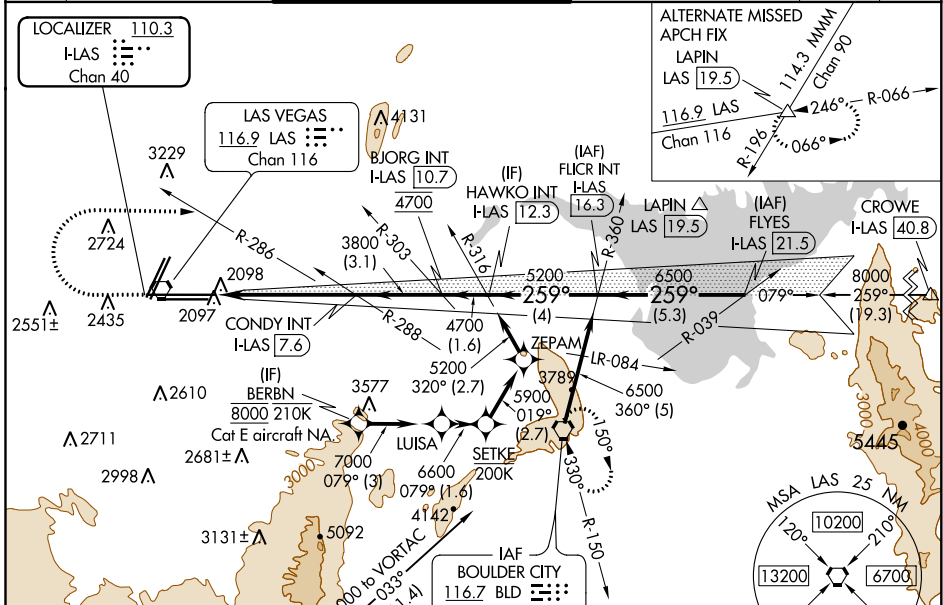 LOCALIZER 110.3
I-LAS
Chan 40
LAS VEGAS
116.9 LAS
Chan 116
ALTERNATE MISSED
APCH FIX
LAPIN
LAS 19.5
114.3 MMM
Chan 90
116.9 LAS
Chan 116
246°
R-066
066°
R-196
4131
3229
BJORG INT
I-LAS 10.7
4700
(IF)
HAWKO INT
I-LAS 12.3
(IAF)
FLICR INT
I-LAS
16.3
LAPIN
LAS 19.5
(IAF)
FLYES
I-LAS 21.5
CROWE
I-LAS 40.8
2724
R-286
R-303
R-316
R-360
3800
(3.1)
2098
5200
259°
(4)
6500
259°
(5.3)
079°
8000
259°
(19.3)
2551±
2435
2097
CONDY INT
I-LAS 7.6
R-288
4700
(1.6)
R-039
LR-084
ZEPAM
5200
320° (2.7)
3789
6500
360° (5)
(IF)
BERBN
8000 210K
Cat E aircraft NA.
3577
2610
5900
019°
(2.7)
LUISA
SETKE
200K
150°
330°
R-150
2711
2681±
2998
7000
079° (3)
6600
079° (1.6)
4142
5445
4000
3131±
5092
000 to VORTAC
033°
1.4)
IAF
BOULDER CITY
116.7 BLD
MSA LAS 25 NM
120°
210°
10200
13200
6700